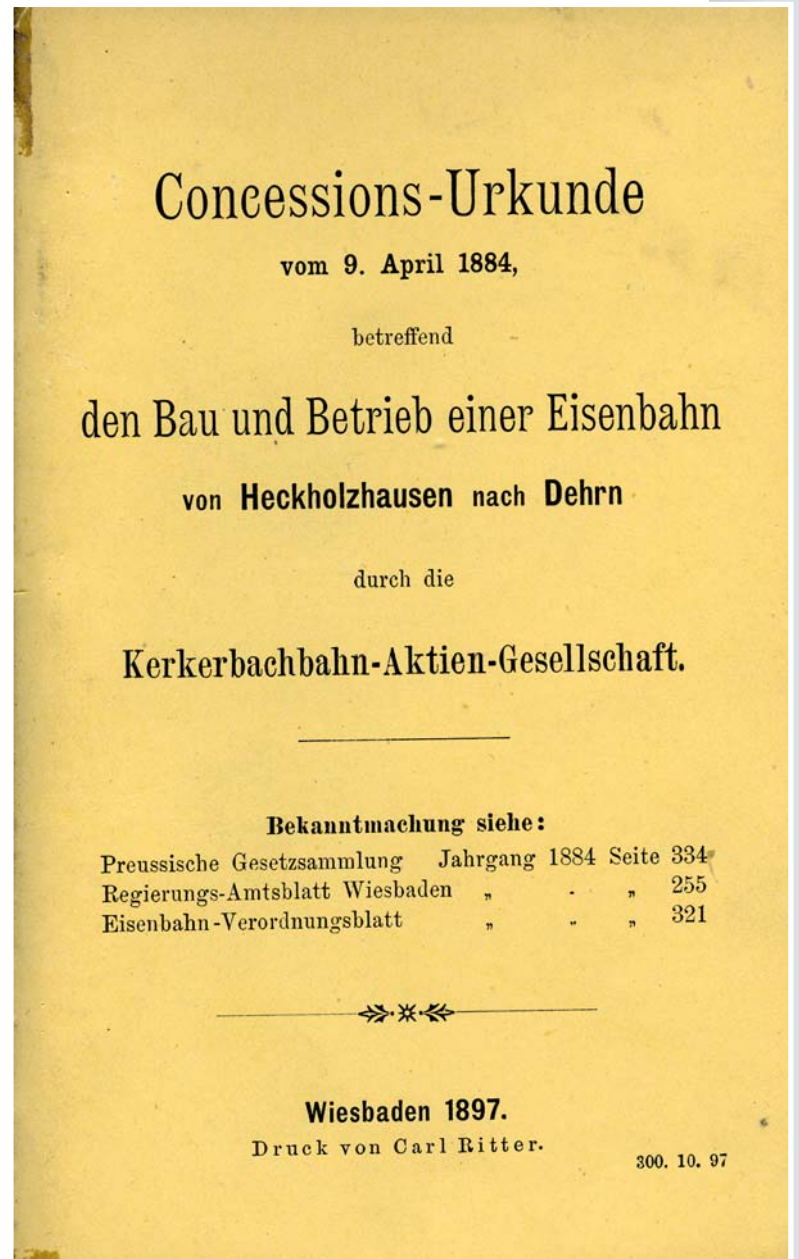 Concessions-Urkunde
vom 9. April 1884,
betreffend
den Bau und Betrieb einer Eisenbahn
von Heckholzhausen nach Dehrn
durch die
Kerkerbachbahn-Aktien-Gesellschaft.
Bekanntmachung siehe:
Preussische Gesetzsammlung Jahrgang 1884 Seite 334
Regierungs-Amtsblatt Wiesbaden „ „ „ 255
Eisenbahn-Verordnungsblatt „ „ „ 321
Wiesbaden 1897.
Druck von Carl Ritter.
300. 10. 97